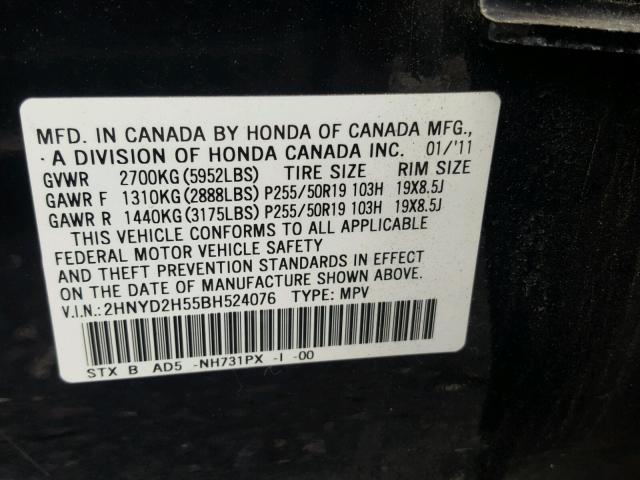 MFD. IN CANADA BY HONDA OF CANADA MFG.,
· A DIVISION OF HONDA CANADA INC. 01/'11
GVWR 2700KG(5952LBS) TIRE SIZE RIM SIZE
GAWR F 1310KG(2888LBS) P255/50R19 103H 19X8.5J
GAWR R 1440KG(3175LBS) P255/50R19 103H 19X8.5J
THIS VEHICLE CONFORMS TO ALL APPLICABLE
FEDERAL MOTOR VEHICLE SAFETY
AND THEFT PREVENTION STANDARDS IN EFFECT
ON THE DATE OF MANUFACTURE SHOWN ABOVE.
V.I.N.:2HNYD2H55BH524076 TYPE: MPV
STX B AD5 -NH731PX -I -00